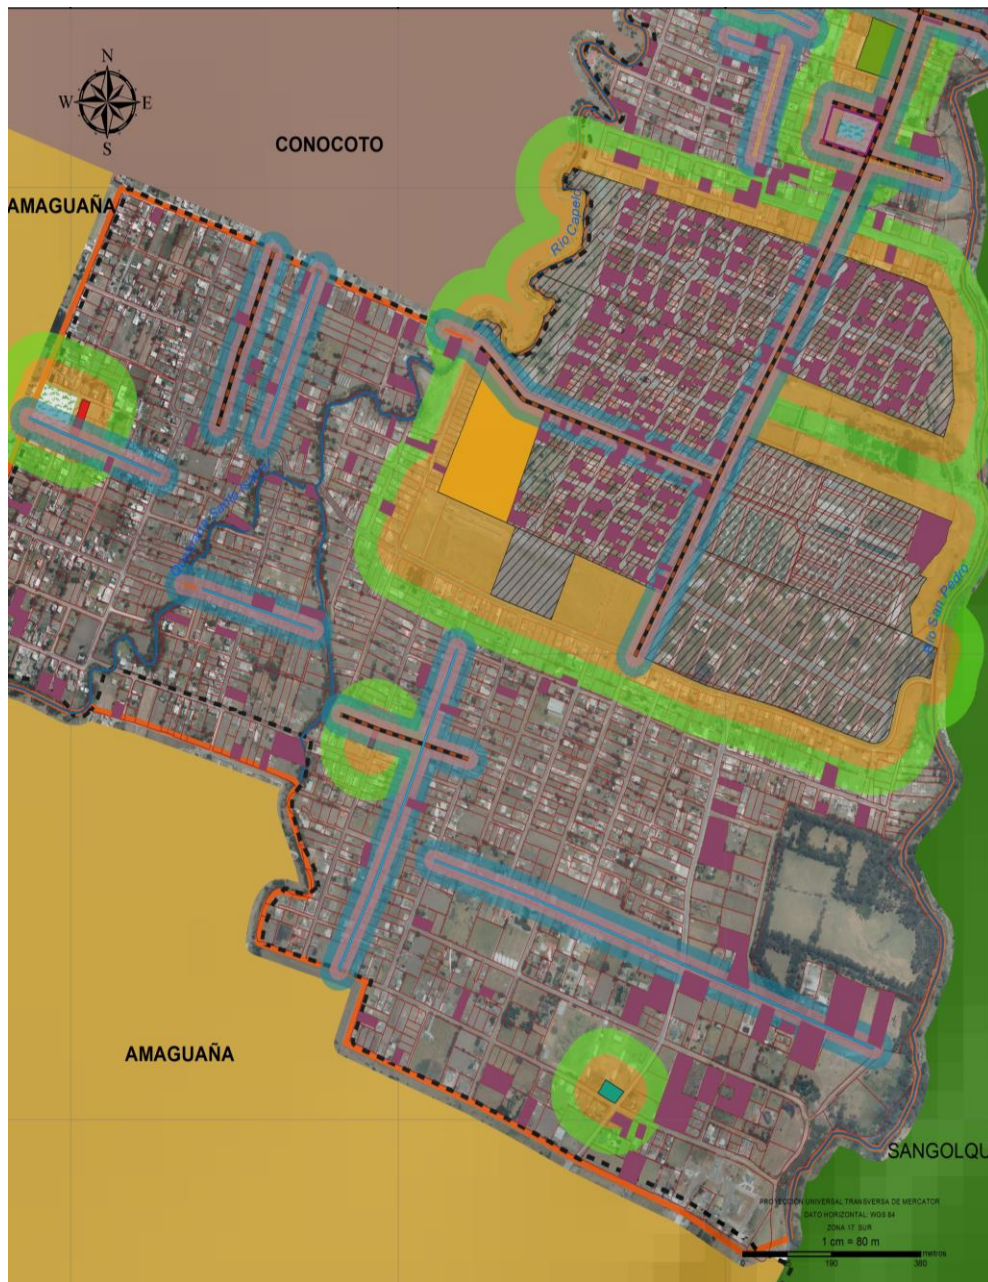 N
W E
S
CONOCOTO
AMAGUAÑA
Río Capelo
Río San Pedro
AMAGUAÑA
SANGOLQU
PROYECCIÓN UNIVERSAL TRANSVERSA DE MERCATOR
DATO HORIZONTAL: WGS 84
ZONA 17 SUR
1 cm = 80 m
metros
0 190 380